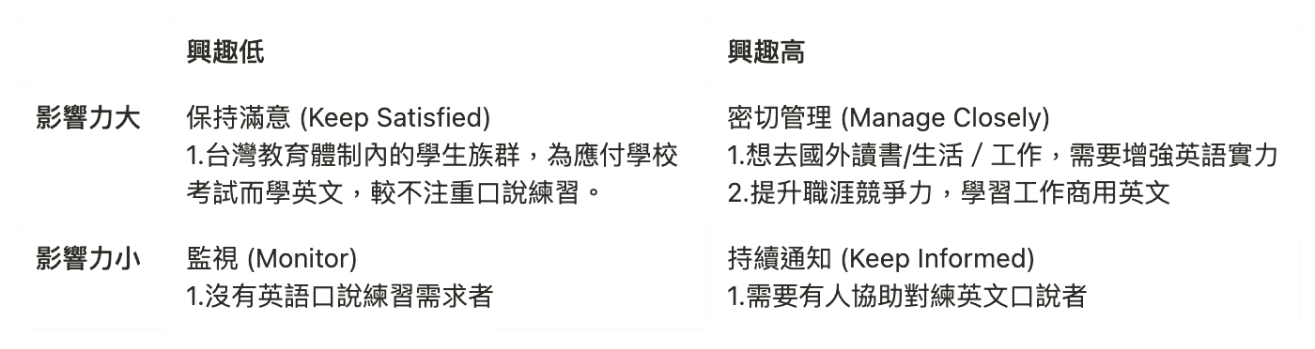 興趣低 興趣高
影響力大 保持滿意 (Keep Satisfied) 密切管理 (Manage Closely)
1.台灣教育體制內的學生族群，為應付學校 1.想去國外讀書/生活 / 工作，需要增強英語實力
考試而學英文，較不注重口說練習。 2.提升職涯競爭力，學習工作商用英文
影響力小 監視 (Monitor) 持續通知 (Keep Informed)
1.沒有英語口說練習需求者 1.需要有人協助對練英文口說者